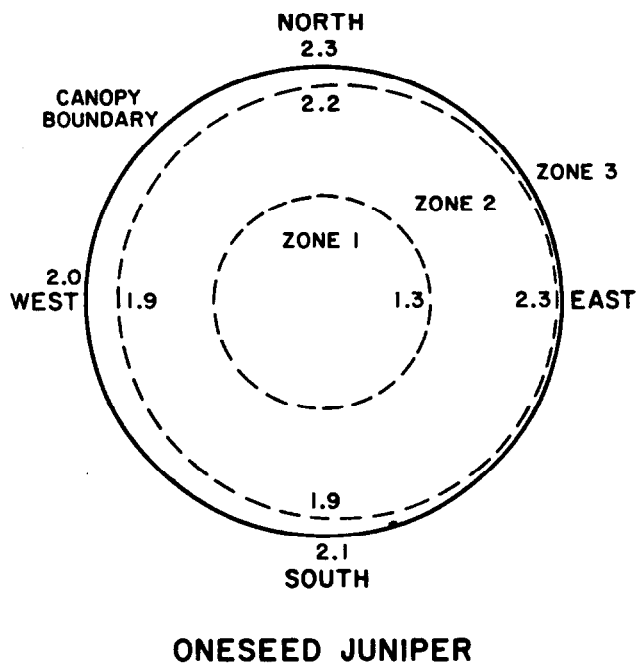 NORTH
2.3
CANOPY
BOUNDARY
2.2
ZONE 3
ZONE 2
ZONE 1
2.0
WEST
1.9
1.3
2.3
EAST
1.9
2.1
SOUTH
ONESEED JUNIPER